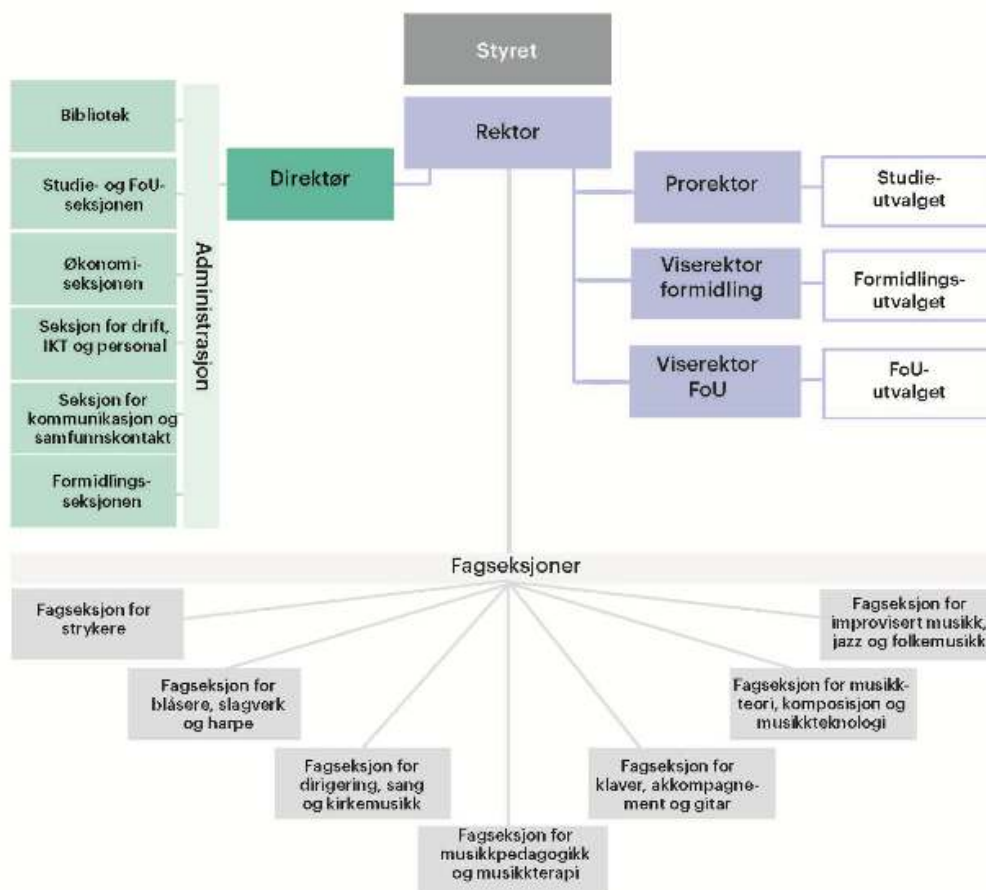 Styret
Rektor
Direktør
Administrasjon
Bibliotek
Studie- og FoU-
seksjonen
Økonomi-
seksjonen
Seksjon for drift,
IKT og personal
Seksjon for
kommunikasjon og
samfunnskontakt
Formidlings-
seksjonen
Prorektor
Studie-
utvalget
Viserektor
formidling
Formidlings-
utvalget
Viserektor
FoU
FoU-
utvalget
Fagseksjoner
Fagseksjon for
strykere
Fagseksjon for
blåsere, slagverk
og harpe
Fagseksjon for
dirigering, sang
og kirkemusikk
Fagseksjon for
musikkpedagogikk
og musikkterapi
Fagseksjon for
klaver, akkompagne-
ment og gitar
Fagseksjon for musikk-
teori, komposisjon og
musikkteknologi
Fagseksjon for
improvisert musikk,
jazz og folkemusikk